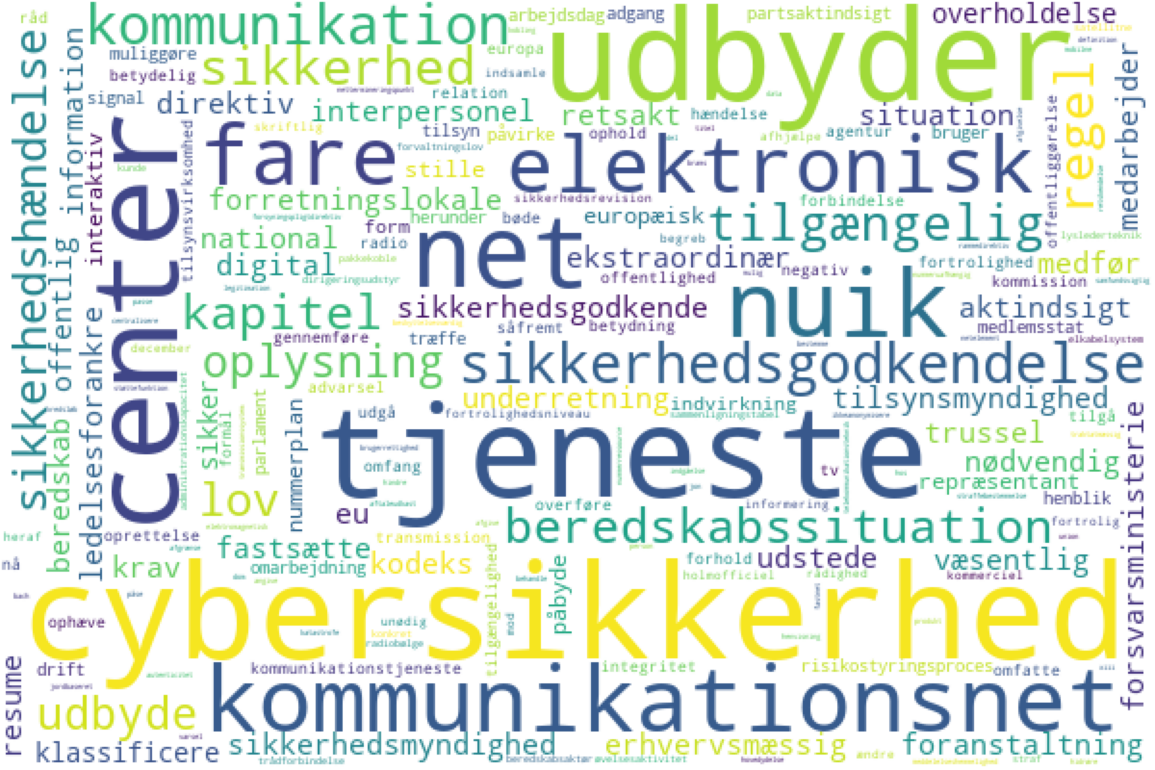 råd
kommunikation
arbejdsdag
adgang
partsaktindsigt
overholdelse
udbyder
muliggøre
betydelig
sikkerhed
europa
indsamle
relation
signal
direktiv
interpersonel
retsakt
hændelse
situation
regel
medarbejder
sikkerhedshændelse
information
offentlig
beredskab
ledelsesforankre
interaktiv
center
tilsynsvirksomhed
skriftlig
tilsyn
påvirke
ophold
afhjælpe
agentur
bruger
forvaltningslov
fare
stille
elektronisk
offentliggørelse
kunde
forretningslokale
sikkerhedsrevision
forbindelse
herunder
bøde
europæisk
tilgængelig
lyslederteknik
national
form
radio
net
begreb
ekstraordinær
digital
pakkekoble
dirigeringsudstyr
offentlighed
negativ
fortrolighed
medfør
kommission
nuik
kapitel
sikkerhedsgodkende
aktindsigt
gennemføre
træffe
såfremt
betydning
medlemsstat
elkabelsystem
december
oplysning
sikkerhedsgodkendelse
advarsel
underretning
indvirkning
tilsynsmyndighed
sikker
formål
parlament
nummerplan
udgå
fortrolighedsniveau
sammenligningstabel
tilgå
administrationskapacitet
tjeneste
trussel
omfang
tv
nødvendig
repræsentant
lov
henblik
forsvarsministerie
eu
overføre
informering
beredskabssituation
fortrolig
heraf
oprettelse
fastsætte
transmission
nå
krav
omarbejdning
kodeks
tilgængelighed
forhold
udstede
væsentlig
holmofficiel
rådighed
kommerciel
påbyde
cybersikkerhed
ophæve
unødig
radiobølge
resume
drift
kommunikationstjeneste
integritet
risikostyringsproces
omfatte
udbyde
kommunikationsnet
klassificere
sikkerhedsmyndighed
erhvervsmæssig
ændre
foranstaltning
trådforbindelse
beredskabsaktør
øvelsesaktivitet
straf